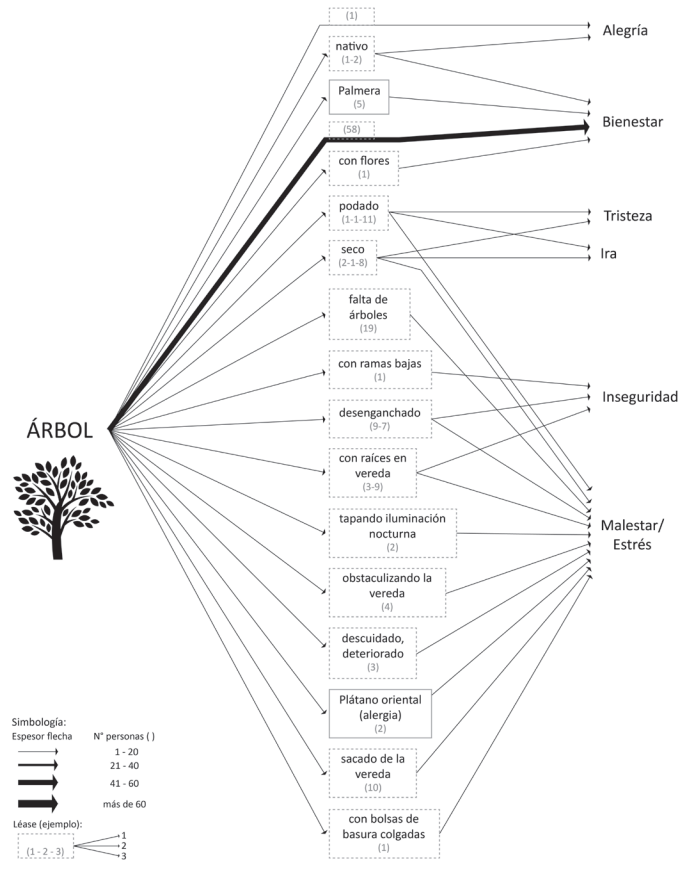 (1)
Alegría
nativo
(1-2)
Palmera
(5)
Bienestar
(58)
con flores
(1)
podado
(1-1-11)
Tristeza
seco
(2-1-8)
Ira
falta de
árboles
(19)
con ramas bajas
(1)
Inseguridad
desenganchado
(9-7)
ÁRBOL
con raíces en
vereda
(3-9)
tapando iluminación
nocturna
(2)
Malestar/
Estrés
obstaculizando la
vereda
(4)
descuidado,
deteriorado
(3)
Plátano oriental
(alergia)
(2)
sacado de la
vereda
(10)
con bolsas de
basura colgadas
(1)
Simbología:
Espesor flecha N° personas ( )
1 - 20
21 - 40
41 - 60
más de 60
Léase (ejemplo):
(1 - 2 - 3)
1
2
3